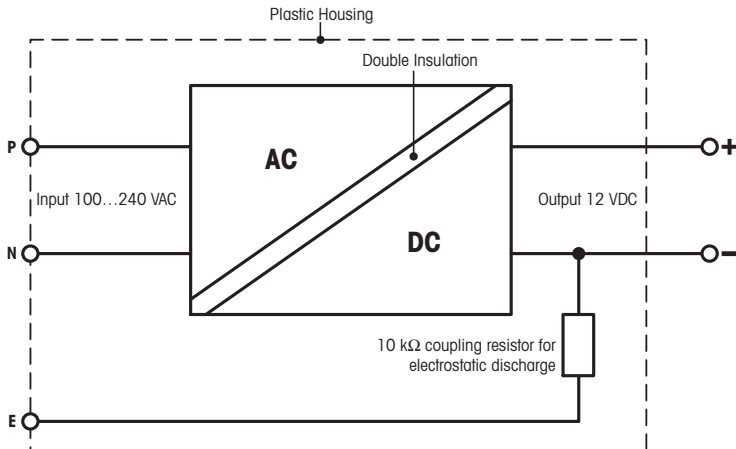 Plastic Housing
Double Insulation
P
AC
+
Input 100...240 VAC
Output 12 VDC
N
DC
–
10 kΩ coupling resistor for
electrostatic discharge
E